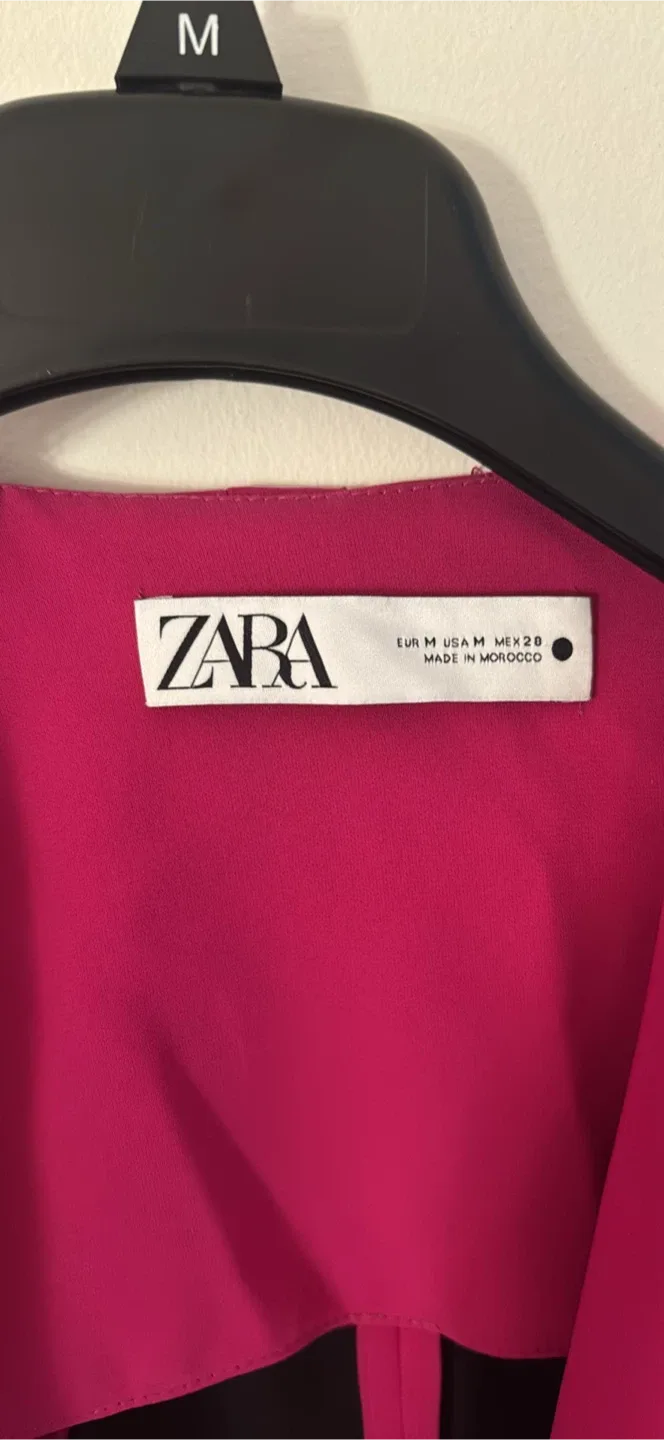 M
ZARA
EUR M USA M MEX 28
MADE IN MOROCCO